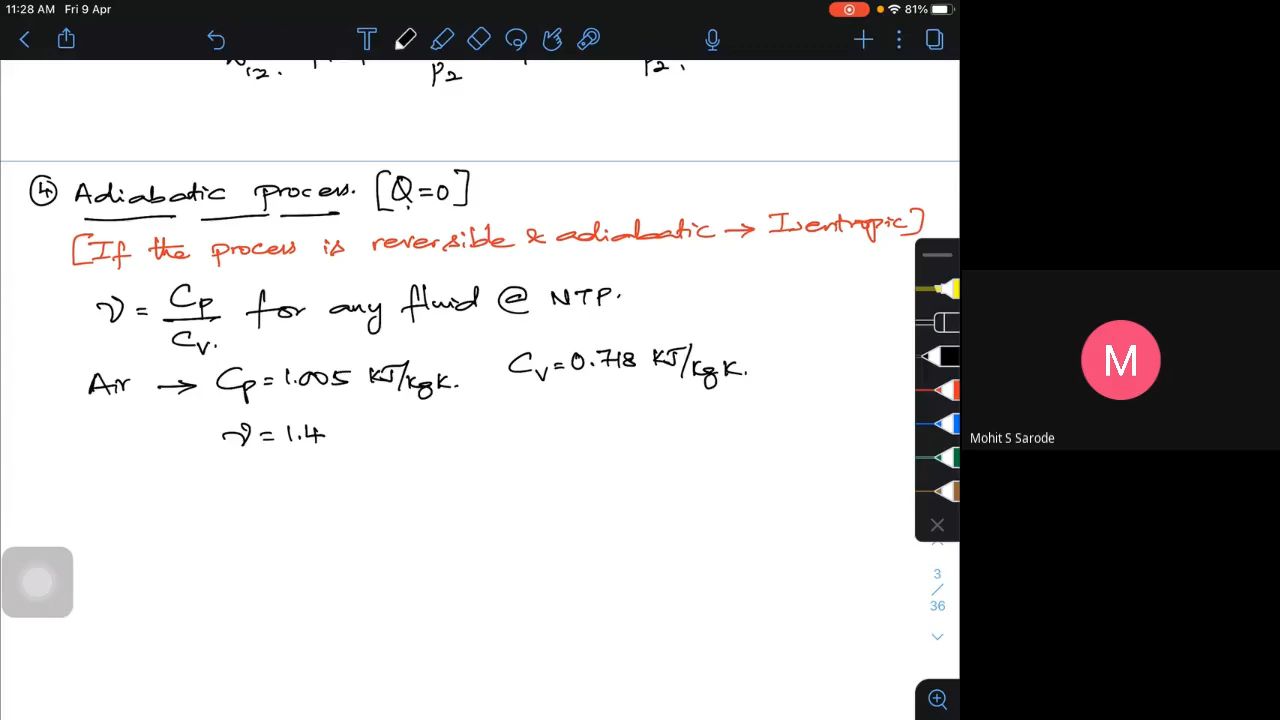 11:28 AM Fri 9 Apr
81%
P2
P2.
④ Adiabatic process. [Q=0]
[If the process is reversible & adiabatic → Isentropic]
γ = Cp/Cv. for any fluid @ NTP.
Air → Cp = 1.005 KJ/kgK. Cv = 0.718 KJ/kgK.
γ = 1.4
3
/
36
M
Mohit S Sarode